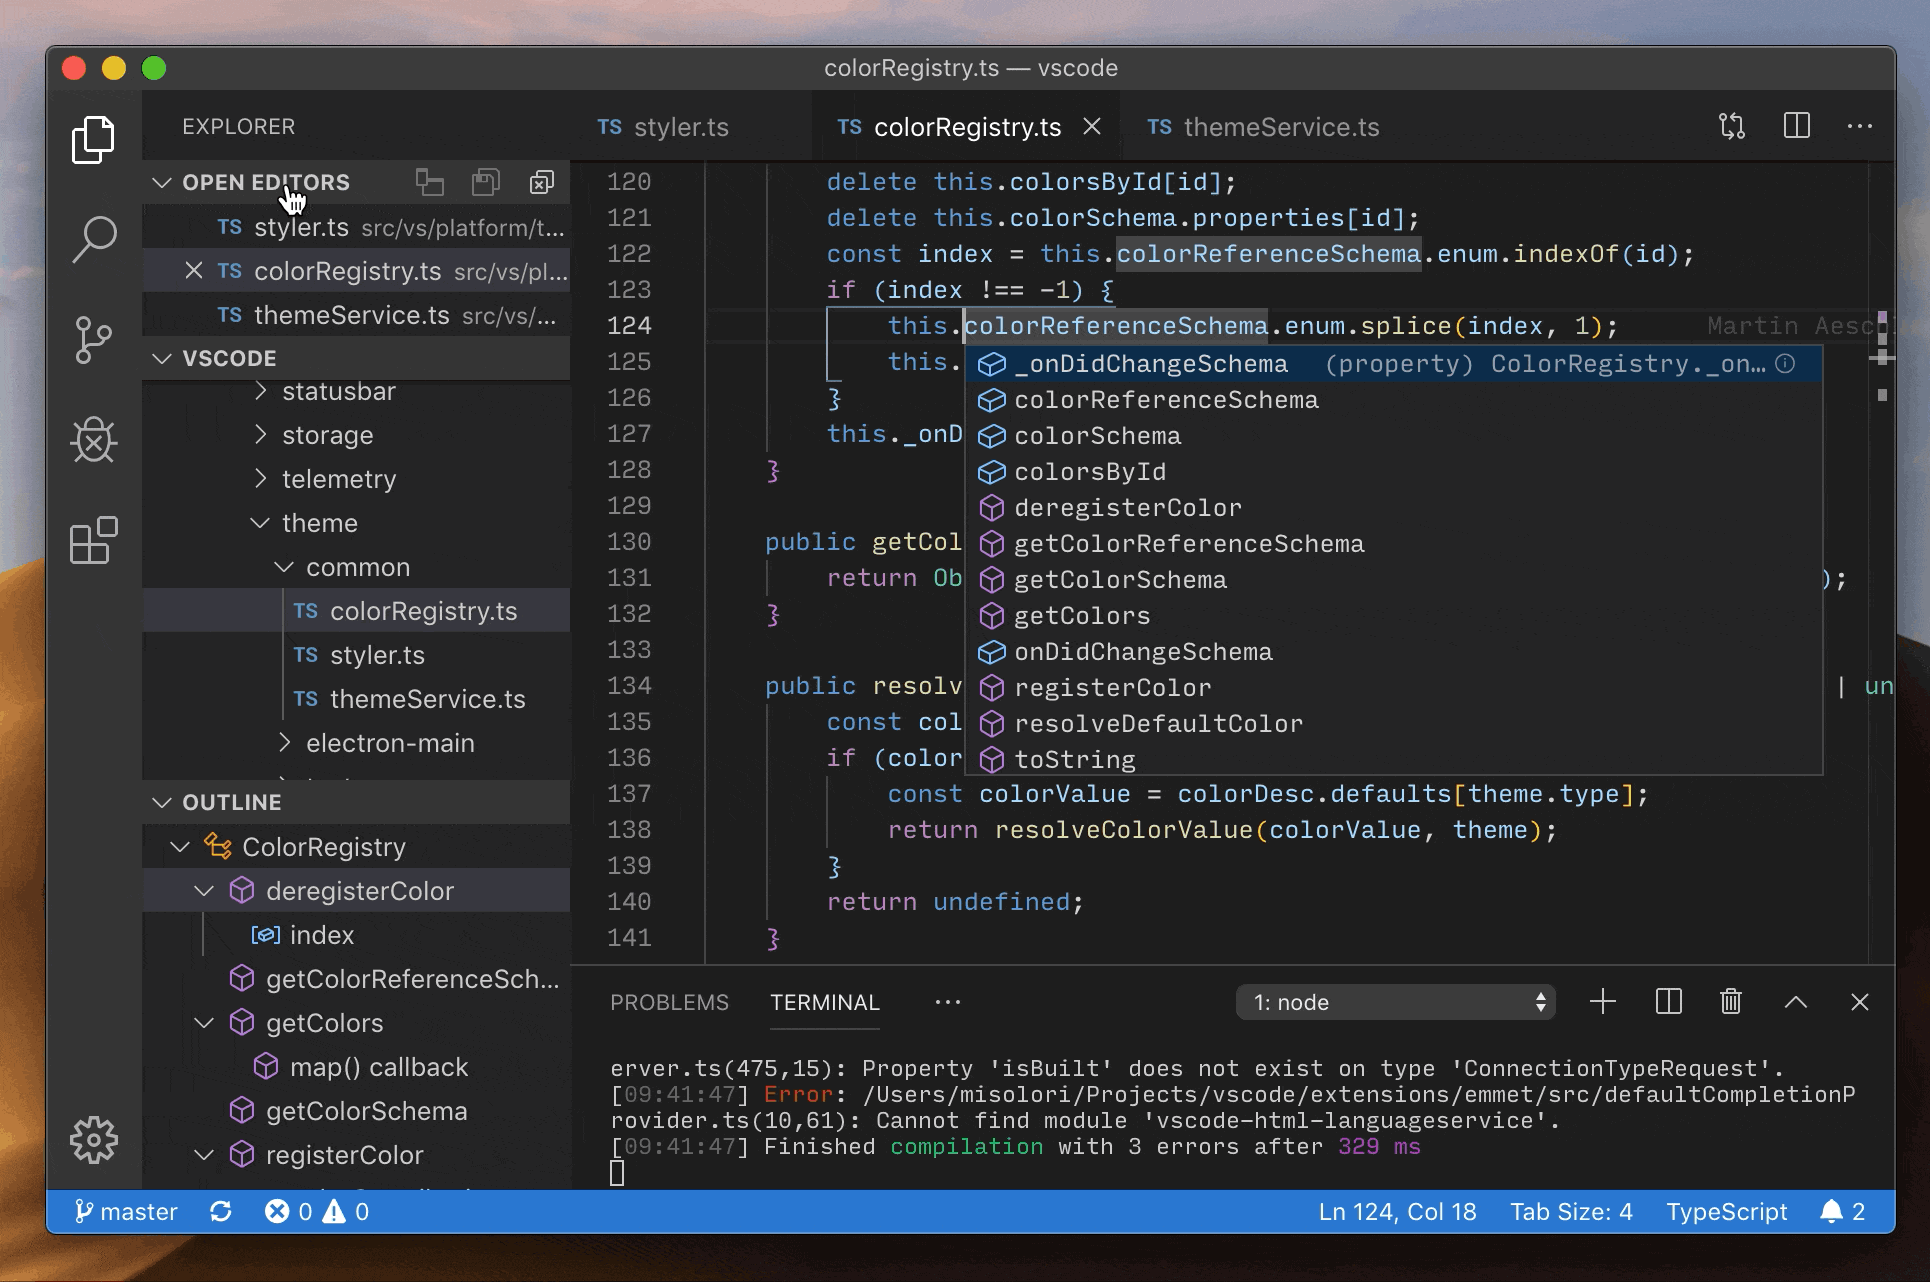 colorRegistry.ts — vscode
EXPLORER
OPEN EDITORS
TS styler.ts src/vs/platform/t...
TS colorRegistry.ts src/vs/pl...
TS themeService.ts src/vs/...
VSCODE
statusbar
storage
telemetry
theme
common
TS colorRegistry.ts
TS styler.ts
TS themeService.ts
electron-main
OUTLINE
ColorRegistry
deregisterColor
index
getColorReferenceSch...
getColors
map() callback
getColorSchema
registerColor
TS styler.ts
TS colorRegistry.ts
TS themeService.ts
120 delete this.colorsById[id];
121 delete this.colorSchema.properties[id];
122 const index = this.colorReferenceSchema.enum.indexOf(id);
123 if (index !== -1) {
124 this.colorReferenceSchema.enum.splice(index, 1); Martin Aesc
125 this.
126 }
127 this._onD
128 }
129
130 public getCol
131 return Ob );
132 }
133
134 public resolv | un
135 const col
136 if (color
137 const colorValue = colorDesc.defaults[theme.type];
138 return resolveColorValue(colorValue, theme);
139 }
140 return undefined;
141 }
_onDidChangeSchema (property) ColorRegistry._on...
colorReferenceSchema
colorSchema
colorsById
deregisterColor
getColorReferenceSchema
getColorSchema
getColors
onDidChangeSchema
registerColor
resolveDefaultColor
toString
PROBLEMS
TERMINAL
...
1: node
erver.ts(475,15): Property 'isBuilt' does not exist on type 'ConnectionTypeRequest'.
[09:41:47] Error: /Users/misolori/Projects/vscode/extensions/emmet/src/defaultCompletionP
rovider.ts(10,61): Cannot find module 'vscode-html-languageservice'.
[09:41:47] Finished compilation with 3 errors after 329 ms
master
0
0
Ln 124, Col 18
Tab Size: 4
TypeScript
2